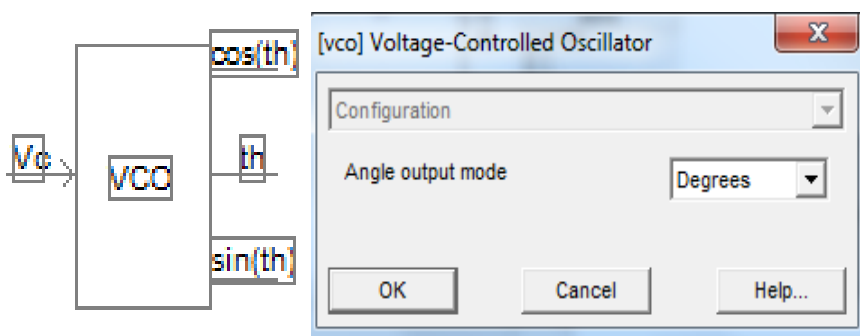 cos(th)
Vc
VCO
th
sin(th)
[vco] Voltage-Controlled Oscillator
Configuration
Angle output mode
Degrees
OK
Cancel
Help...